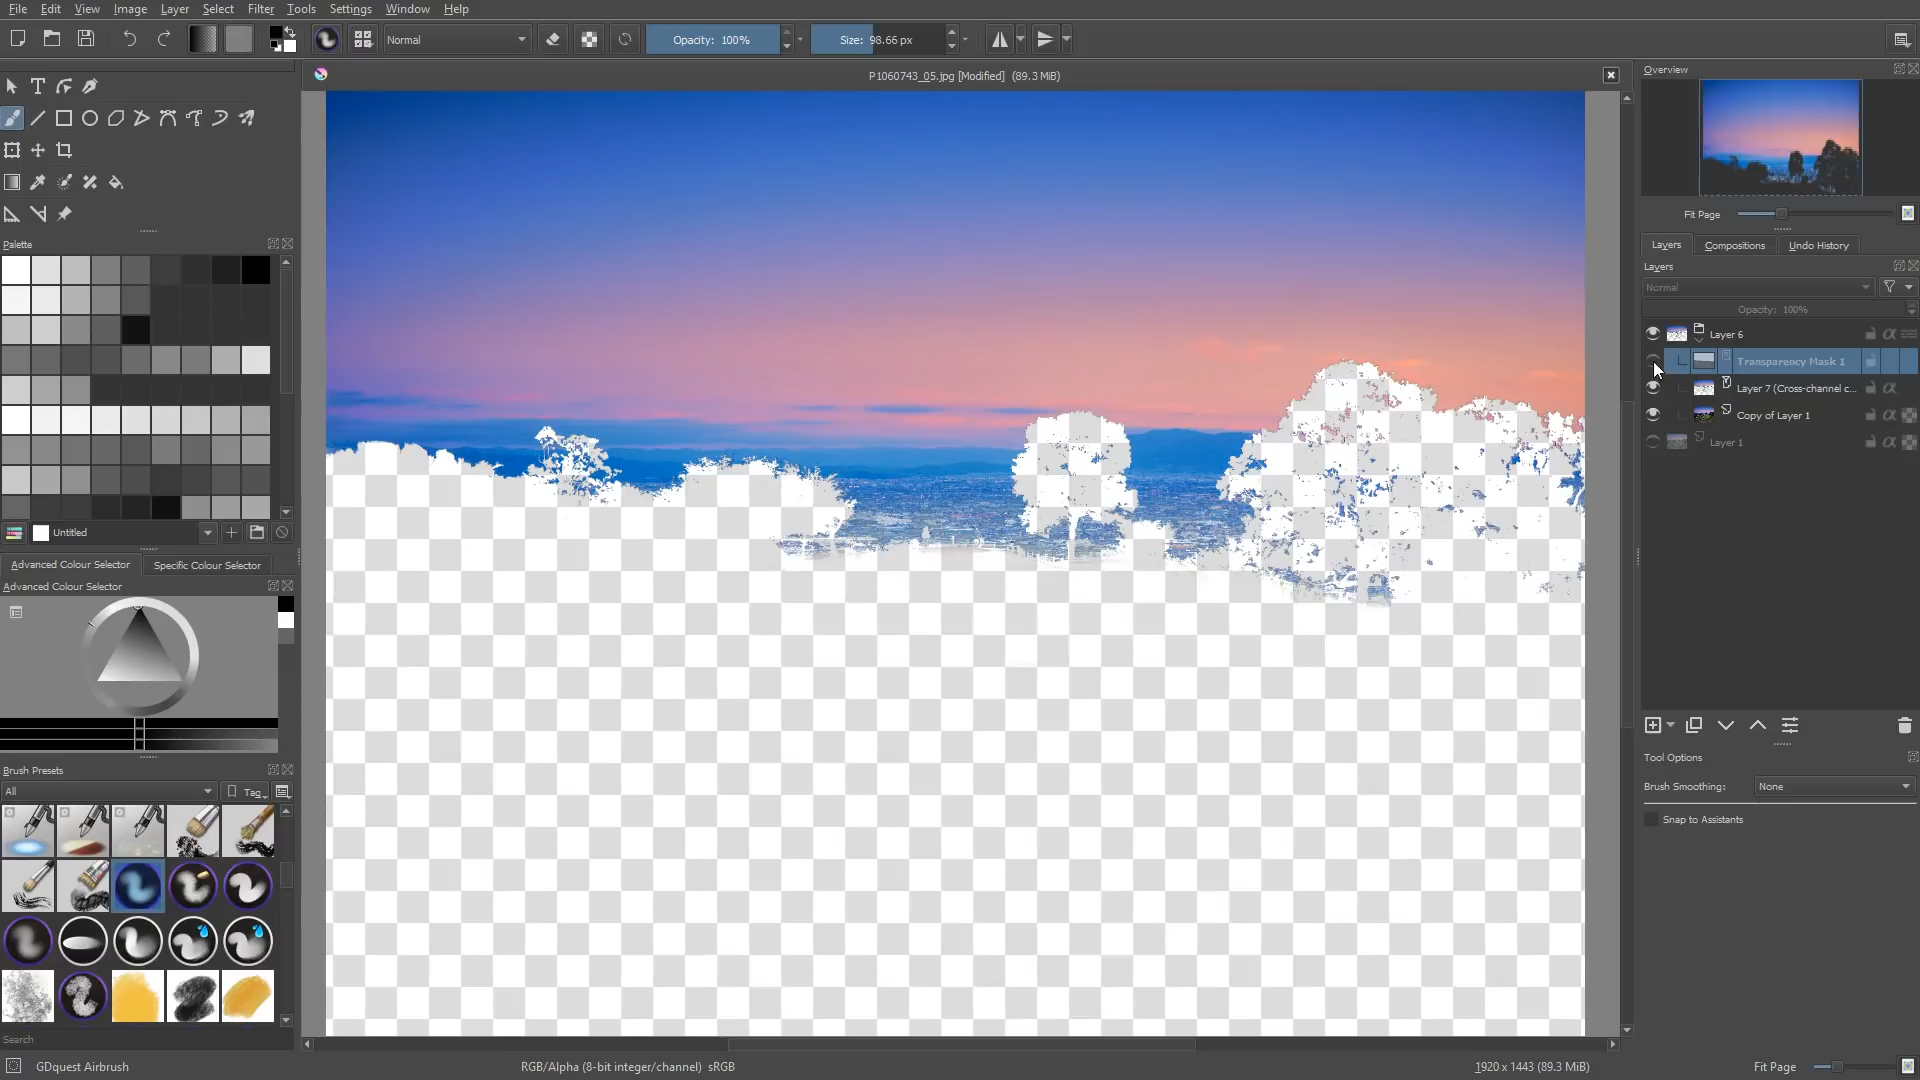 File Edit View Image Layer Select Filter Tools Settings Window Help
Normal
Opacity: 100%
Size: 98.66 px
P1060743_05.jpg [Modified] (89.3 MiB)
Overview
Fit Page
Palette
Layers Compositions Undo History
Layers
Normal
Opacity: 100%
Layer 6
Transparency Mask 1
Layer 7 (Cross-channel c...
Copy of Layer 1
Layer 1
Untitled
Advanced Colour Selector Specific Colour Selector
Advanced Colour Selector
Brush Presets
All
Tag
Tool Options
Brush Smoothing: None
Snap to Assistants
Search
GDquest Airbrush
RGB/Alpha (8-bit integer/channel) sRGB
1920 x 1443 (89.3 MiB)
Fit Page